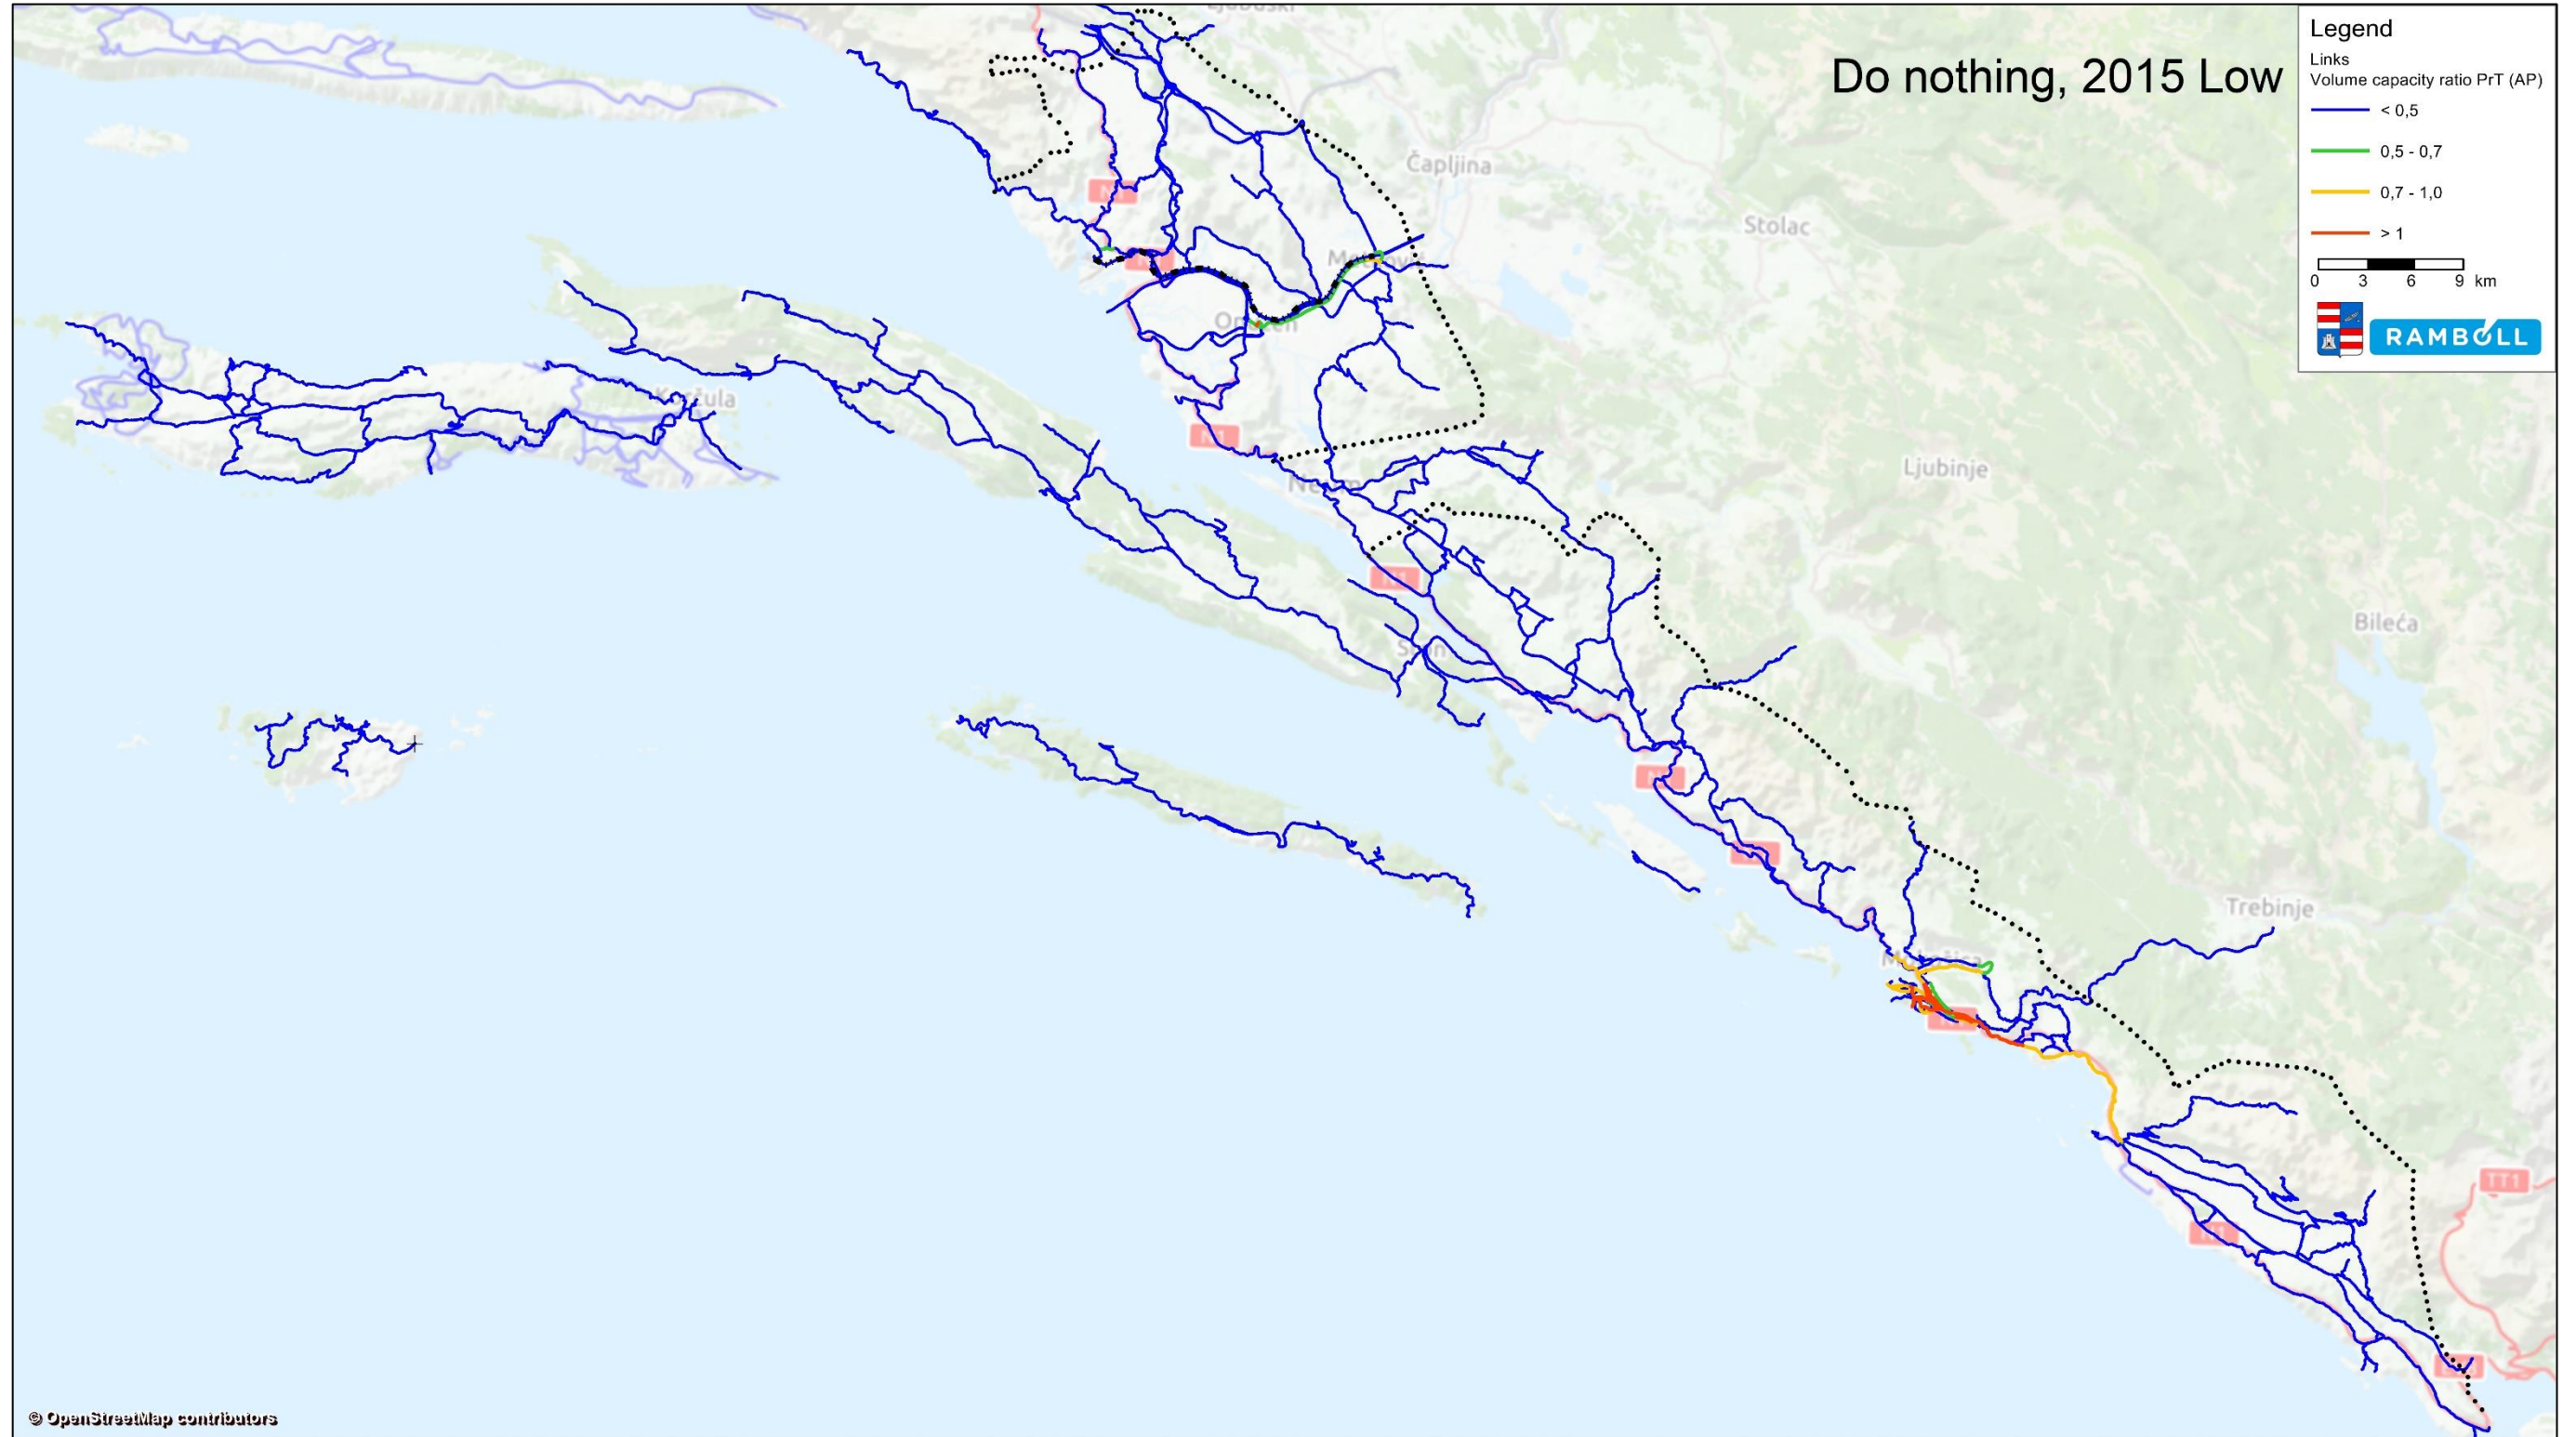 Do nothing, 2015 Low
Legend
Links
Volume capacity ratio PrT (AP)
< 0,5
0,5 - 0,7
0,7 - 1,0
> 1
0 3 6 9 km
RAMBOLL
Čapljina
Stolac
Ljubinje
Bileća
Trebinje
TT1
© OpenStreetMap contributors